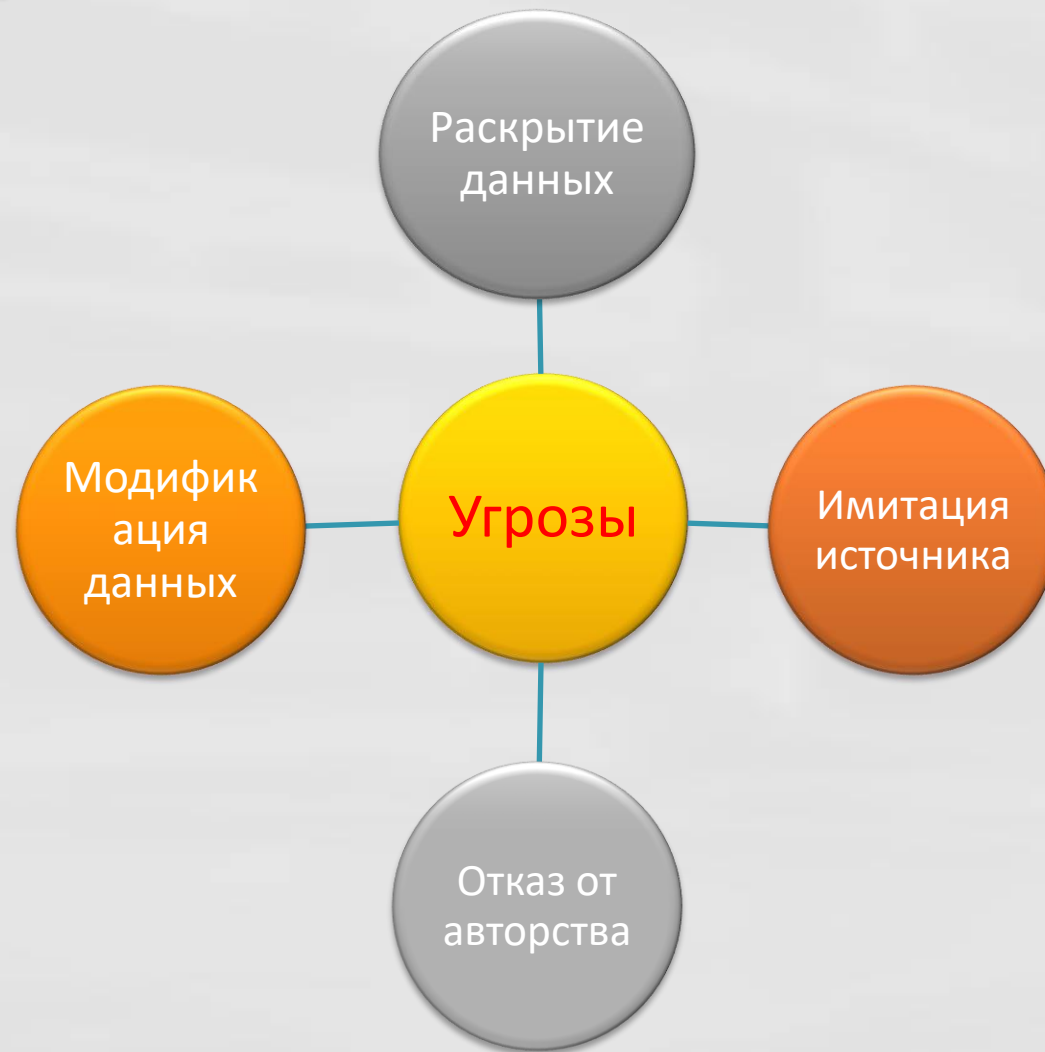 Раскрытие
данных
Модифик
ация
данных
Угрозы
Имитация
источника
Отказ от
авторства